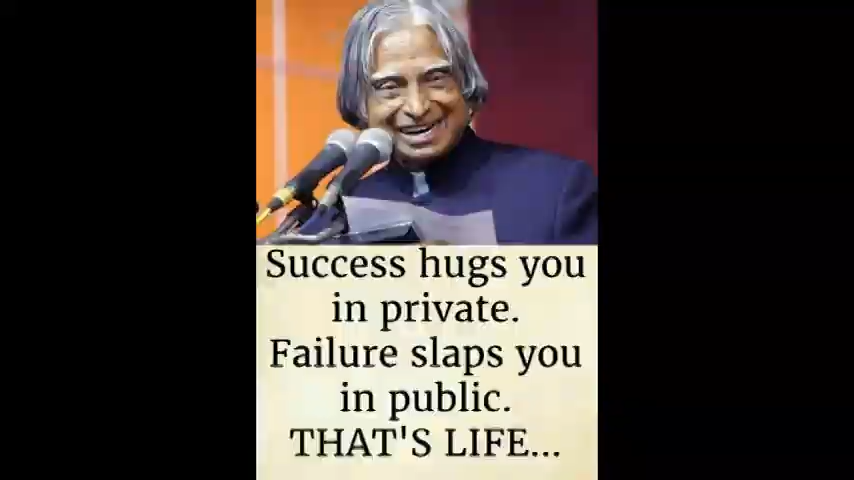 Success hugs you
in private.
Failure slaps you
in public.
THAT'S LIFE...